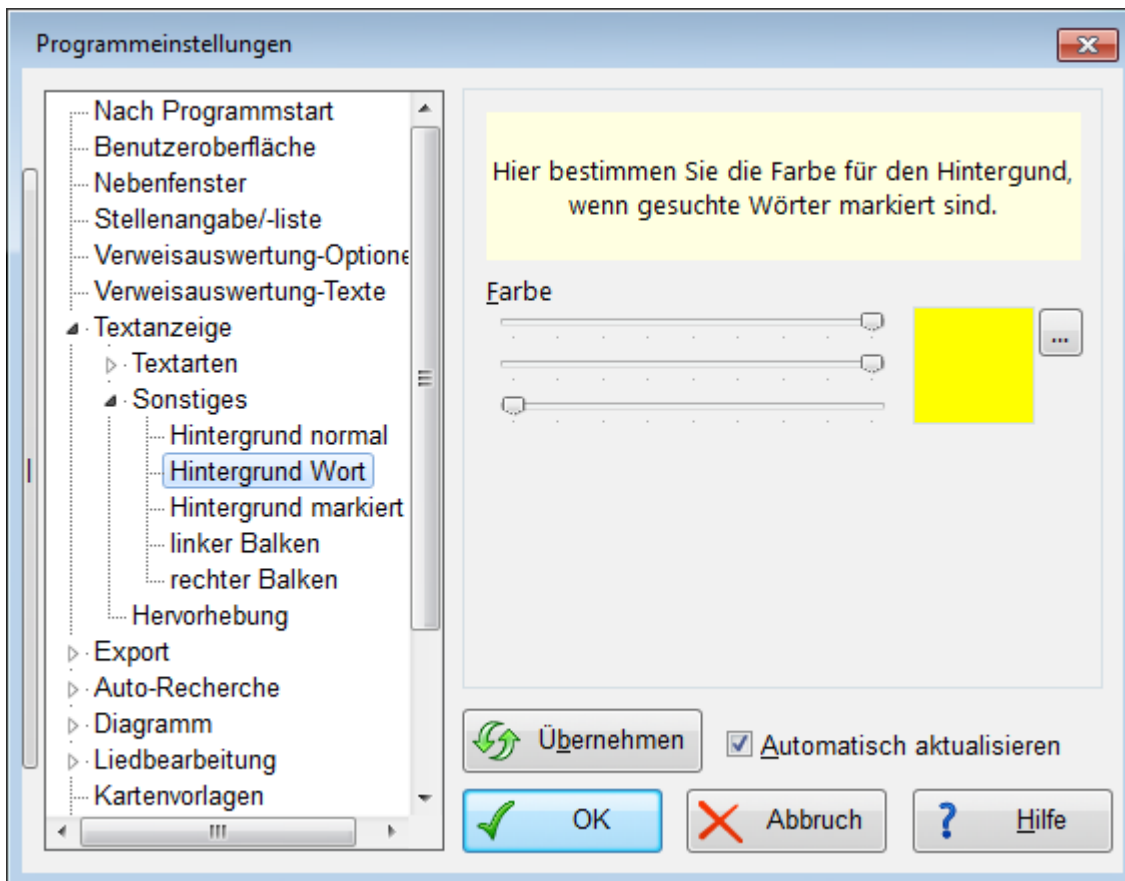 Programmeinstellungen
Nach Programmstart
Benutzeroberfläche
Nebenfenster
Stellenangabe/-liste
Verweisauswertung-Optione
Verweisauswertung-Texte
Textanzeige
Textarten
Sonstiges
Hintergrund normal
Hintergrund Wort
Hintergrund markiert
linker Balken
rechter Balken
Hervorhebung
Export
Auto-Recherche
Diagramm
Liedbearbeitung
Kartenvorlagen
Hier bestimmen Sie die Farbe für den Hintergund,
wenn gesuchte Wörter markiert sind.
Farbe
...
Übernehmen
Automatisch aktualisieren
OK
Abbruch
Hilfe